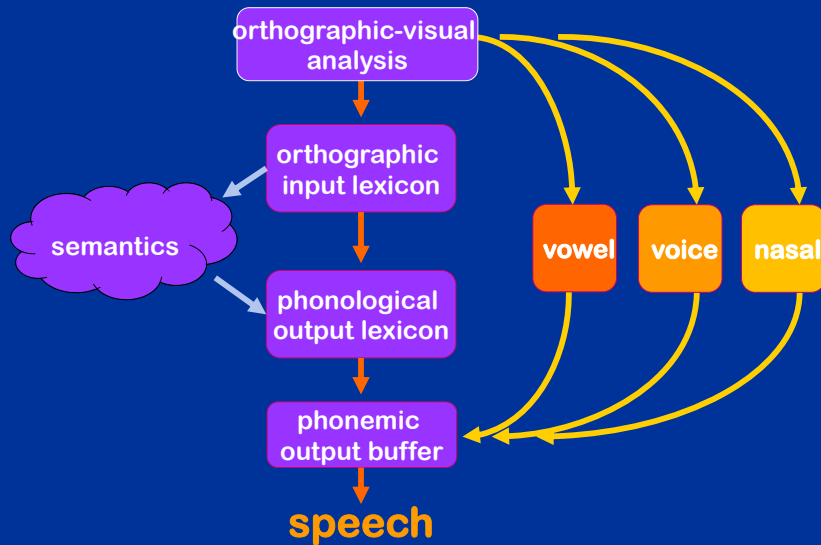 orthographic-visual
analysis
orthographic
input lexicon
semantics
vowel
voice
nasal
phonological
output lexicon
phonemic
output buffer
speech